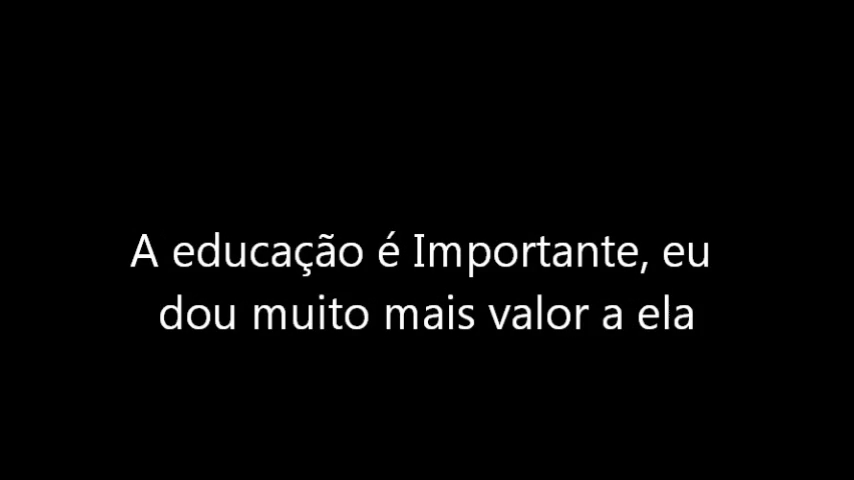 A educação é Importante, eu
dou muito mais valor a ela